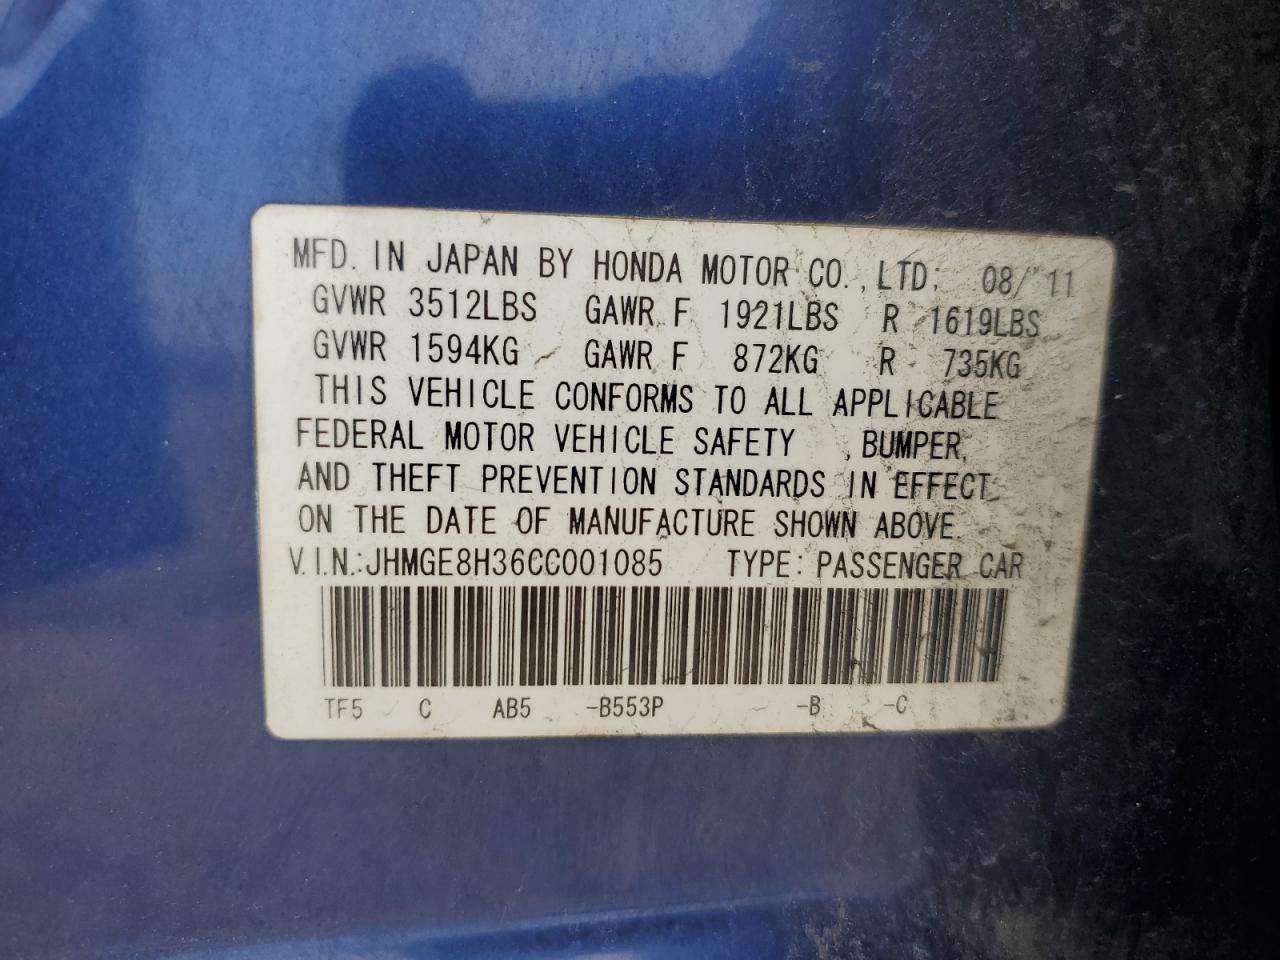 MFD. IN JAPAN BY HONDA MOTOR CO., LTD. 08/ 11
GVWR 3512LBS GAWR F 1921LBS R 1619LBS
GVWR 1594KG GAWR F 872KG R 735KG
THIS VEHICLE CONFORMS TO ALL APPLICABLE
FEDERAL MOTOR VEHICLE SAFETY , BUMPER,
AND THEFT PREVENTION STANDARDS IN EFFECT
ON THE DATE OF MANUFACTURE SHOWN ABOVE.
V.I.N.:JHMGE8H36CC001085 TYPE: PASSENGER CAR
TF5 C AB5 -B553P -B -C